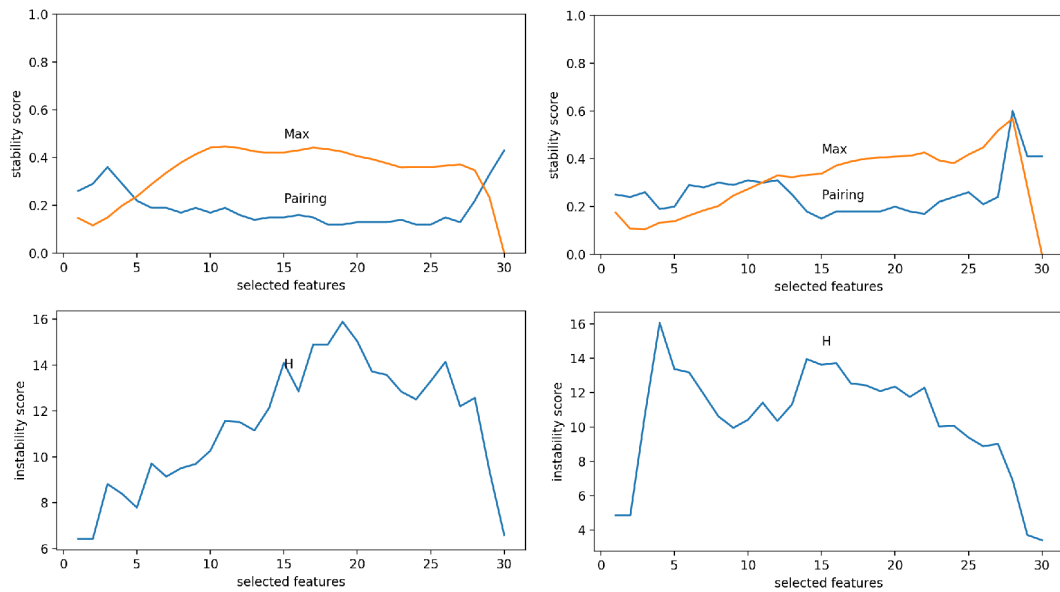 1.0
0.8
0.6
0.4
0.2
0.0
stability score
Max
Pairing
0 5 10 15 20 25 30
selected features
1.0
0.8
0.6
0.4
0.2
0.0
stability score
Max
Pairing
0 5 10 15 20 25 30
selected features
16
14
12
10
8
6
instability score
H
0 5 10 15 20 25 30
selected features
16
14
12
10
8
6
4
instability score
H
0 5 10 15 20 25 30
selected features